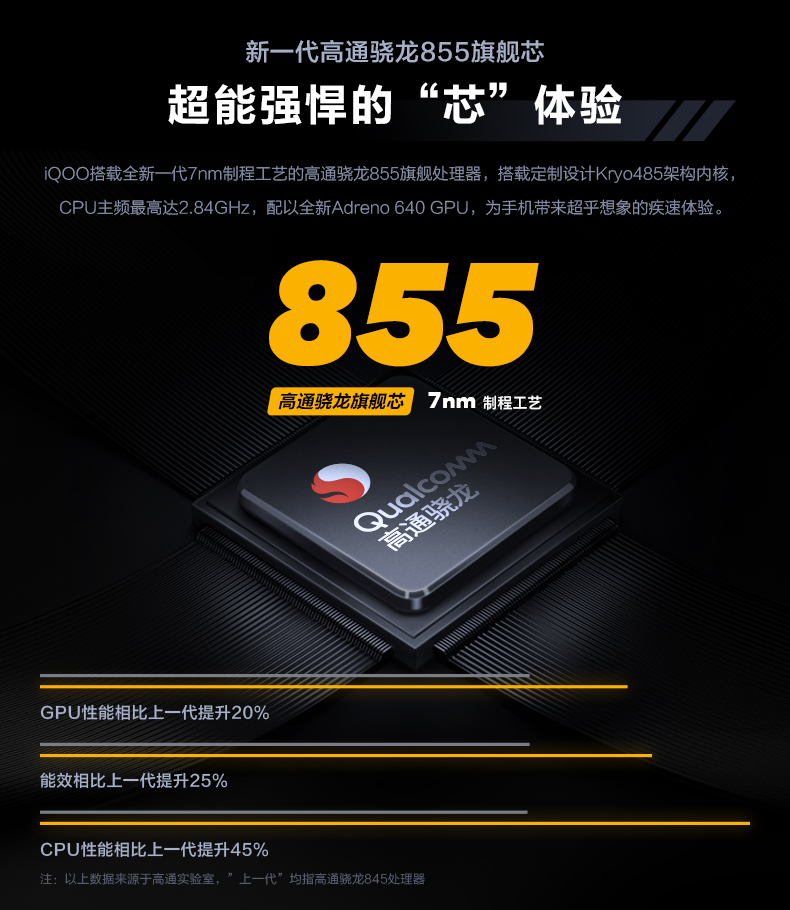 新一代高通骁龙855旗舰芯
超能强悍的“芯”体验
iQOO搭载全新一代7nm制程工艺的高通骁龙855旗舰处理器，搭载定制设计Kryo485架构内核，
CPU主频最高达2.84GHz，配以全新Adreno 640 GPU，为手机带来超乎想象的疾速体验。
855
高通骁龙旗舰芯 7nm 制程工艺
Qualcomm
高通骁龙
GPU性能相比上一代提升20%
能效相比上一代提升25%
CPU性能相比上一代提升45%
注：以上数据来源于高通实验室，”上一代”均指高通骁龙845处理器